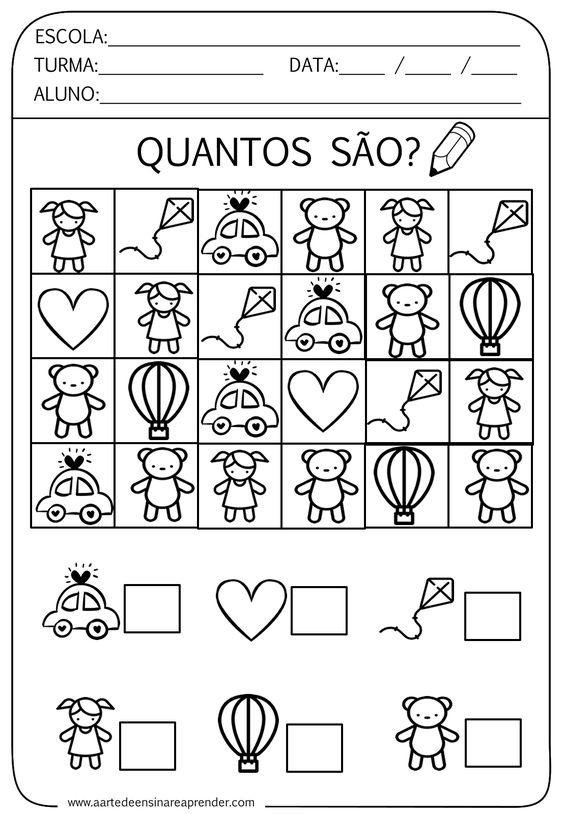 ESCOLA:
TURMA: DATA: / /
ALUNO:
QUANTOS SÃO?
www.aartedeensinareaprender.com